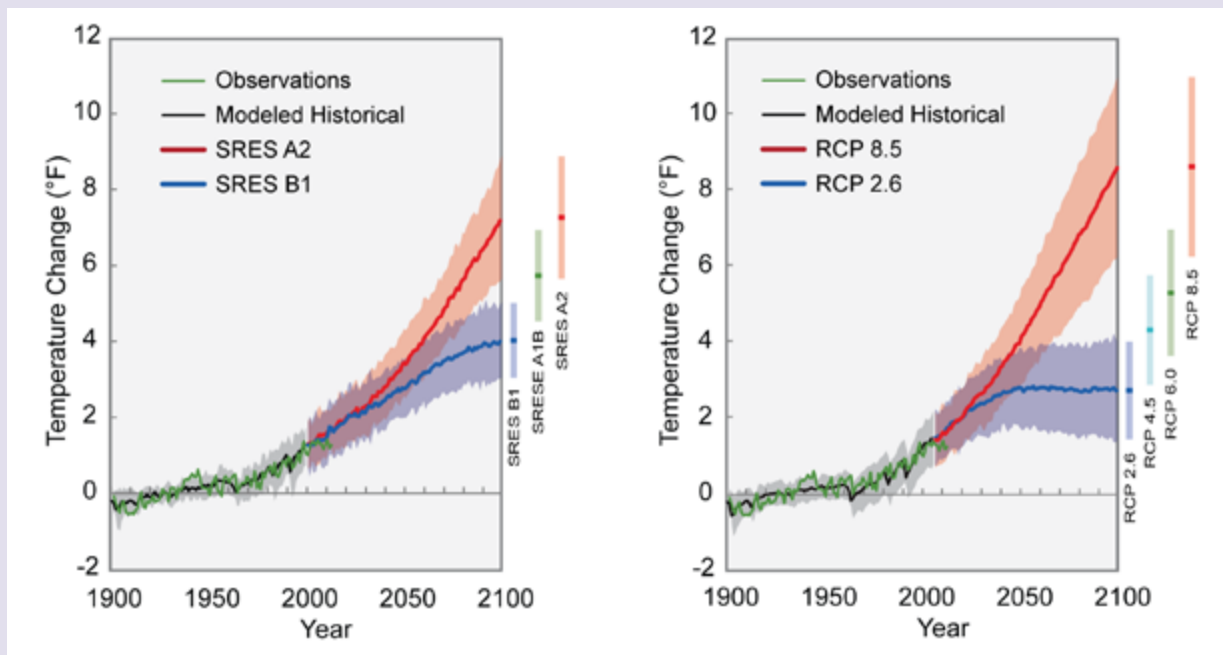 12
10
8
6
4
2
0
-2
Temperature Change (°F)
Observations
Modeled Historical
SRES A2
SRES B1
1900
1950
2000
2050
2100
Year
SRES B1
SRESE A1B
SRES A2
12
10
8
6
4
2
0
-2
Temperature Change (°F)
Observations
Modeled Historical
RCP 8.5
RCP 2.6
1900
1950
2000
2050
2100
Year
RCP 2.6
RCP 4.5
RCP 6.0
RCP 8.5